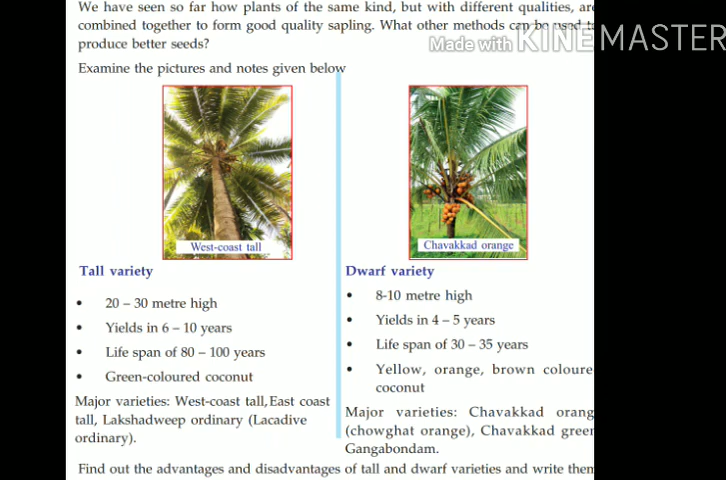 We have seen so far how plants of the same kind, but with different qualities, are
combined together to form good quality sapling. What other methods can be used
produce better seeds?
Made with KINEMASTER
Examine the pictures and notes given below
West-coast tall
Chavakkad orange
Tall variety
• 20 – 30 metre high
• Yields in 6 – 10 years
• Life span of 80 – 100 years
• Green-coloured coconut
Major varieties: West-coast tall, East coast
tall, Lakshadweep ordinary (Lacadive
ordinary).
Dwarf variety
• 8-10 metre high
• Yields in 4 – 5 years
• Life span of 30 – 35 years
• Yellow, orange, brown coloure
coconut
Major varieties: Chavakkad orang
(chowghat orange), Chavakkad green
Gangabondam.
Find out the advantages and disadvantages of tall and dwarf varieties and write them